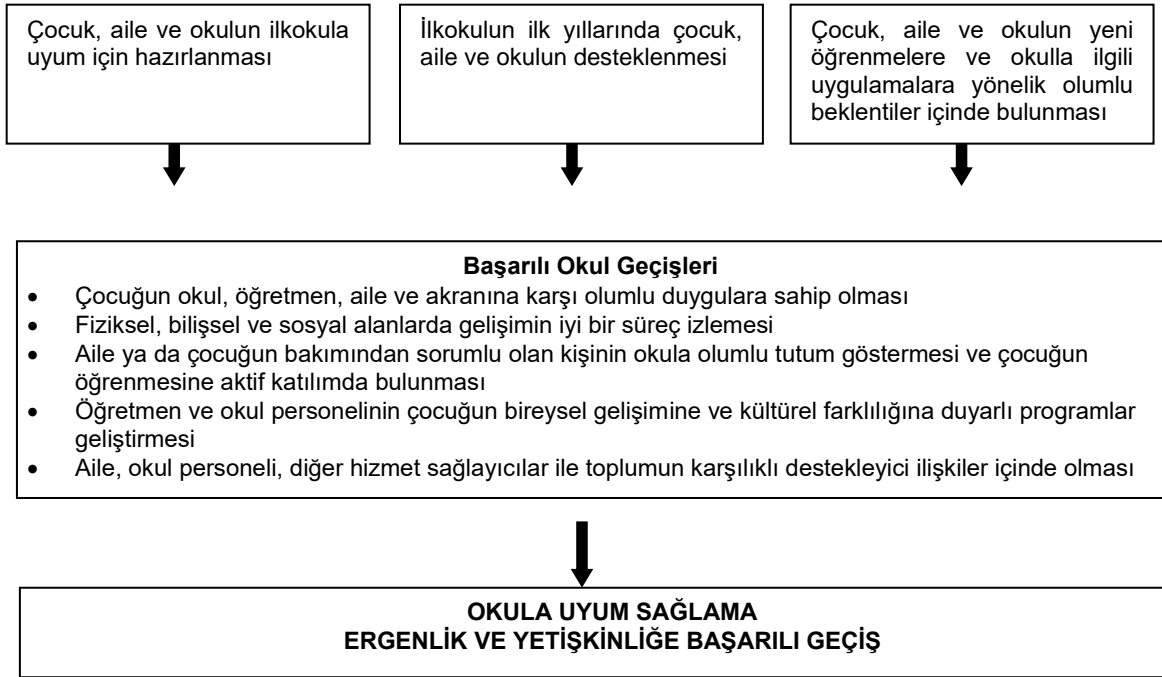 Çocuk, aile ve okulun ilkokula
uyum için hazırlanması
İlkokulun ilk yıllarında çocuk,
aile ve okulun desteklenmesi
Çocuk, aile ve okulun yeni
öğrenmelere ve okulla ilgili
uygulamalara yönelik olumlu
beklentiler içinde bulunması
Başarılı Okul Geçişleri
• Çocuğun okul, öğretmen, aile ve akranına karşı olumlu duygulara sahip olması
• Fiziksel, bilişsel ve sosyal alanlarda gelişimin iyi bir süreç izlemesi
• Aile ya da çocuğun bakımından sorumlu olan kişinin okula olumlu tutum göstermesi ve çocuğun
öğrenmesine aktif katılımda bulunması
• Öğretmen ve okul personelinin çocuğun bireysel gelişimine ve kültürel farklılığına duyarlı programlar
geliştirmesi
• Aile, okul personeli, diğer hizmet sağlayıcılar ile toplumun karşılıklı destekleyici ilişkiler içinde olması
OKULA UYUM SAĞLAMA
ERGENLİK VE YETİŞKİNLİĞE BAŞARILI GEÇİŞ